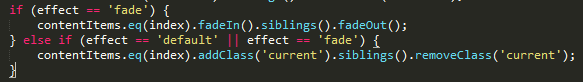 if (effect == 'fade') {
    contentItems.eq(index).fadeIn().siblings().fadeOut();
} else if (effect == 'default' || effect == 'fade') {
    contentItems.eq(index).addClass('current').siblings().removeClass('current');
}